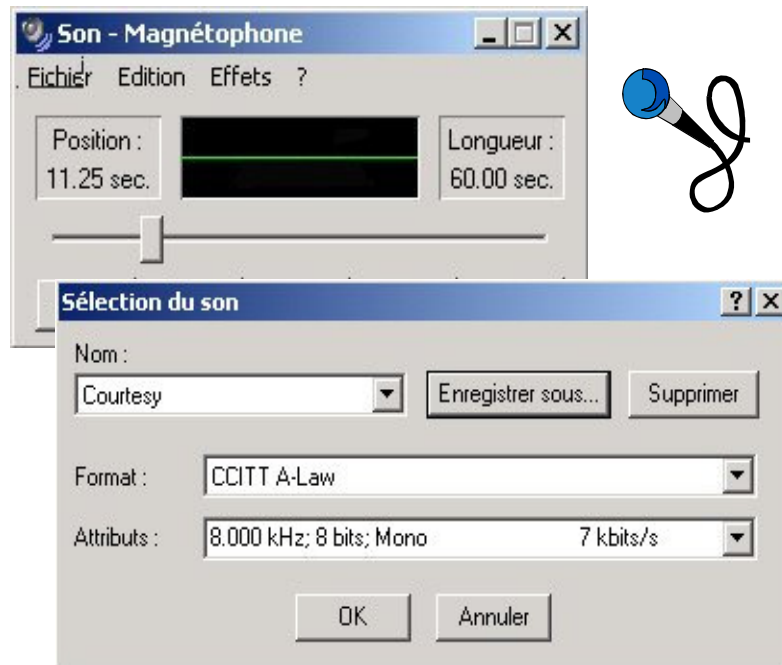 Son - Magnétophone
Fichier Edition Effets ?
Position : Longueur :
11.25 sec. 60.00 sec.
Sélection du son
Nom :
Courtesy Enregistrer sous... Supprimer
Format : CCITT A-Law
Attributs : 8.000 kHz; 8 bits; Mono 7 kbits/s
OK Annuler